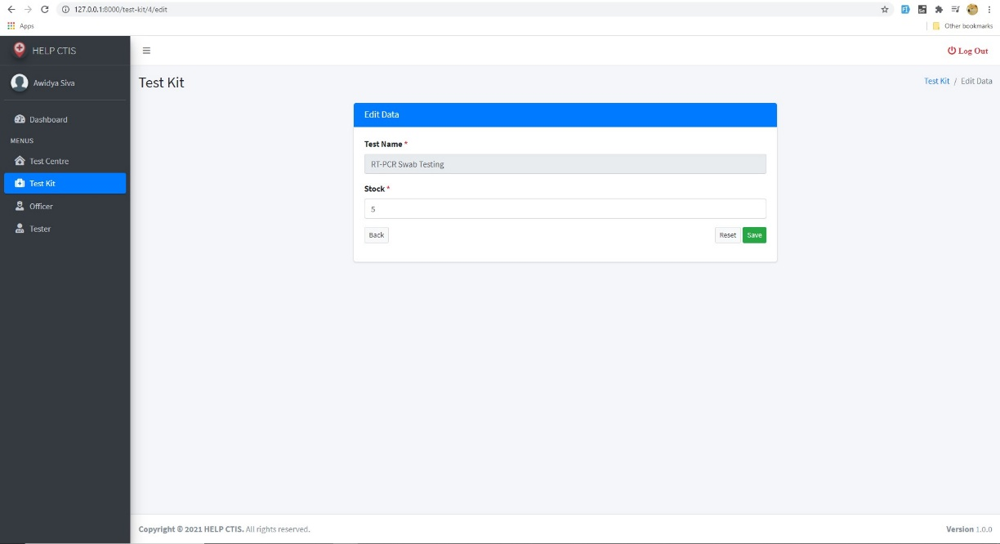 127.0.0.1:8000/test-kit/4/edit
Apps
Other bookmarks
HELP CTIS
Log Out
Awidya Siva
Test Kit
Test Kit / Edit Data
Dashboard
MENUS
Test Centre
Test Kit
Officer
Tester
Edit Data
Test Name *
RT-PCR Swab Testing
Stock *
5
Back
Reset
Save
Copyright © 2021 HELP CTIS. All rights reserved.
Version 1.0.0